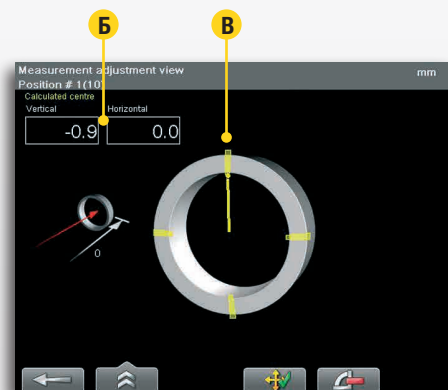 Б В
Measurement adjustment view mm
Position # 1(10)
Calculated centre
Vertical Horizontal
-0.9 0.0
0